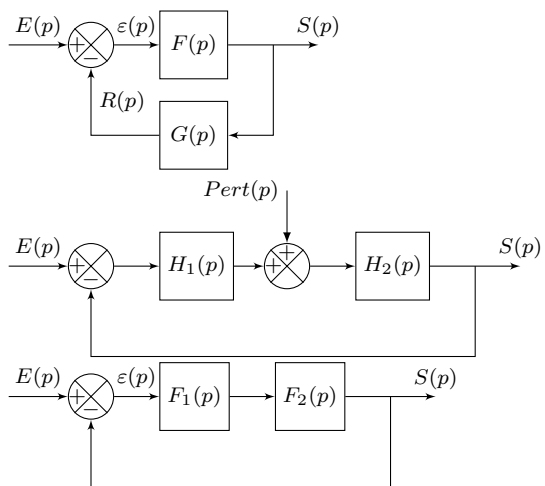 E(p) + − ε(p) F(p) S(p)
R(p) G(p)
Pert(p)
E(p) + − H₁(p) + + H₂(p) S(p)
E(p) + − ε(p) F₁(p) F₂(p) S(p)